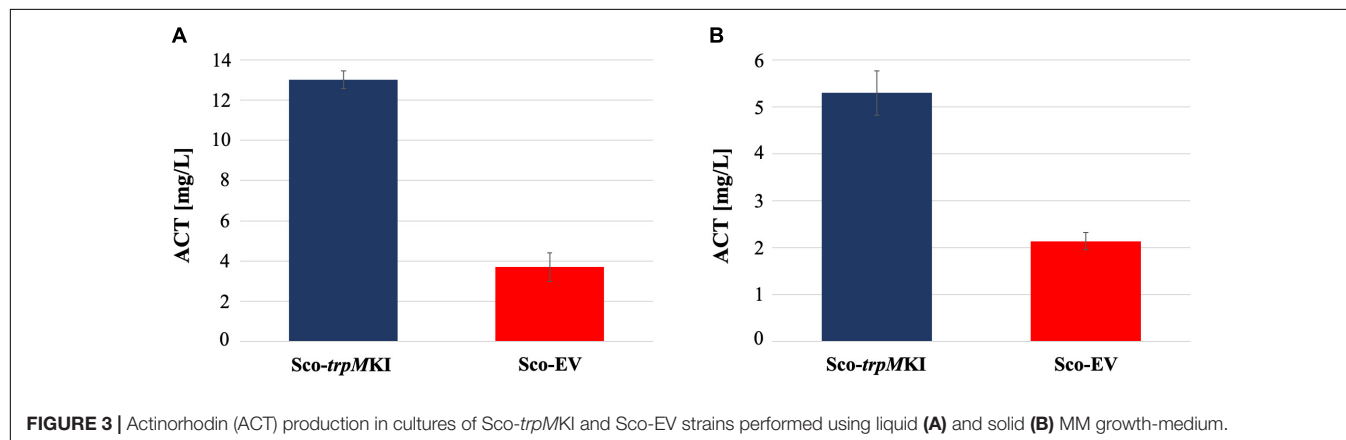 A
ACT [mg/L]
14
12
10
8
6
4
2
0
Sco-trpMKI
Sco-EV
B
ACT [mg/L]
6
5
4
3
2
1
0
Sco-trpMKI
Sco-EV
FIGURE 3 | Actinorhodin (ACT) production in cultures of Sco-trpMKI and Sco-EV strains performed using liquid (A) and solid (B) MM growth-medium.